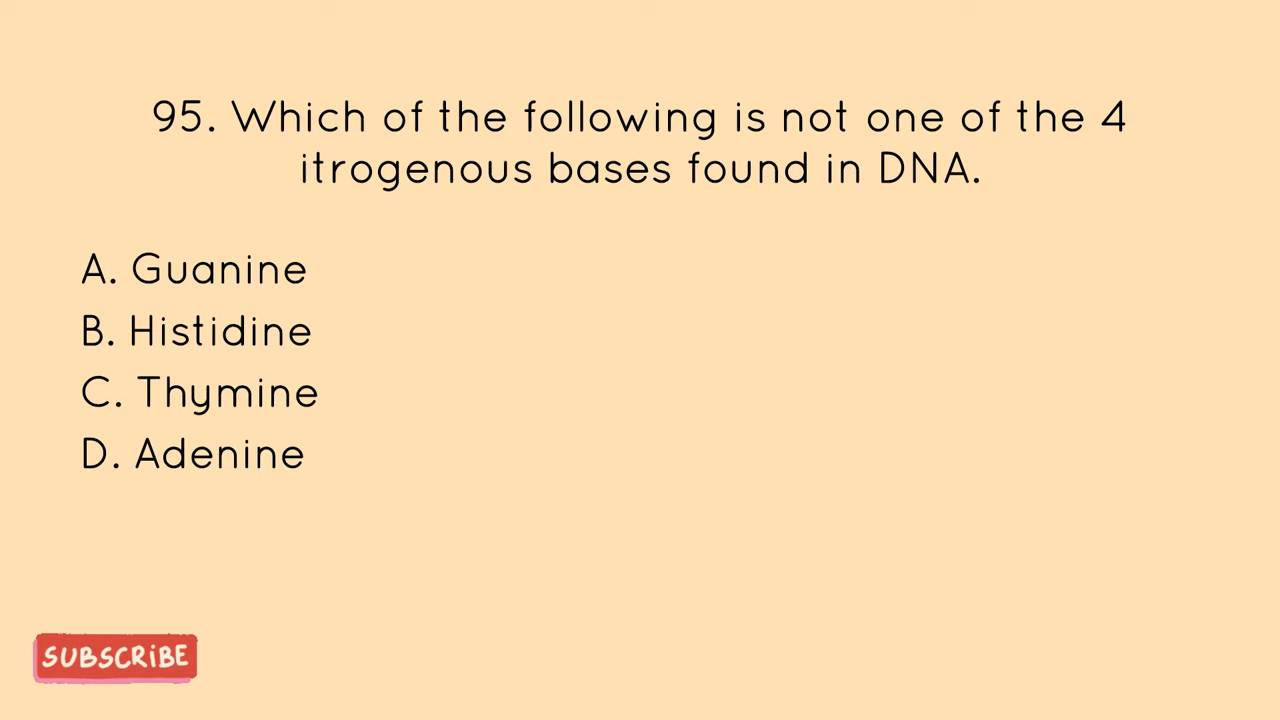 95. Which of the following is not one of the 4
itrogenous bases found in DNA.
A. Guanine
B. Histidine
C. Thymine
D. Adenine
SUBSCRiBE